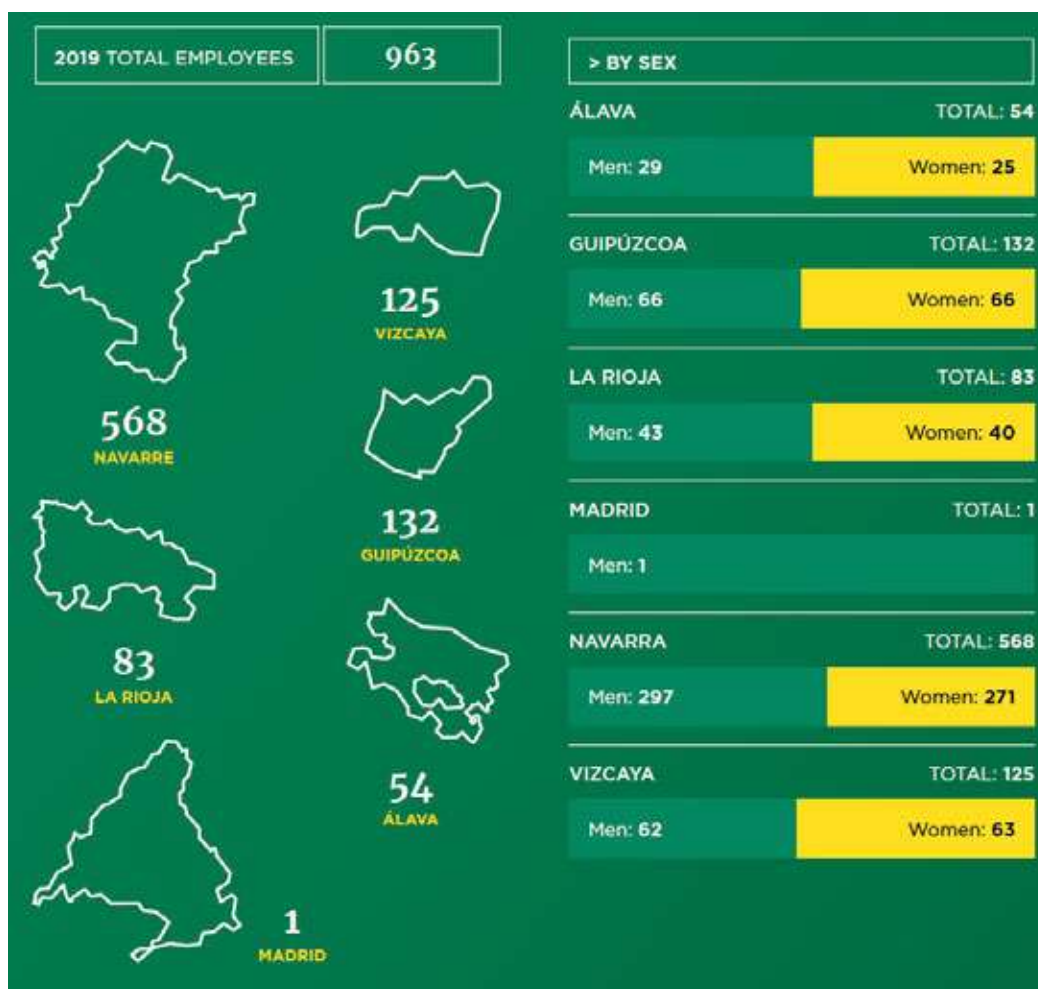 2019 TOTAL EMPLOYEES
963
568
NAVARRE
125
VIZCAYA
132
GUIPÚZCOA
83
LA RIOJA
54
ÁLAVA
1
MADRID
> BY SEX
ÁLAVA TOTAL: 54
Men: 29 Women: 25
GUIPÚZCOA TOTAL: 132
Men: 66 Women: 66
LA RIOJA TOTAL: 83
Men: 43 Women: 40
MADRID TOTAL: 1
Men: 1
NAVARRA TOTAL: 568
Men: 297 Women: 271
VIZCAYA TOTAL: 125
Men: 62 Women: 63